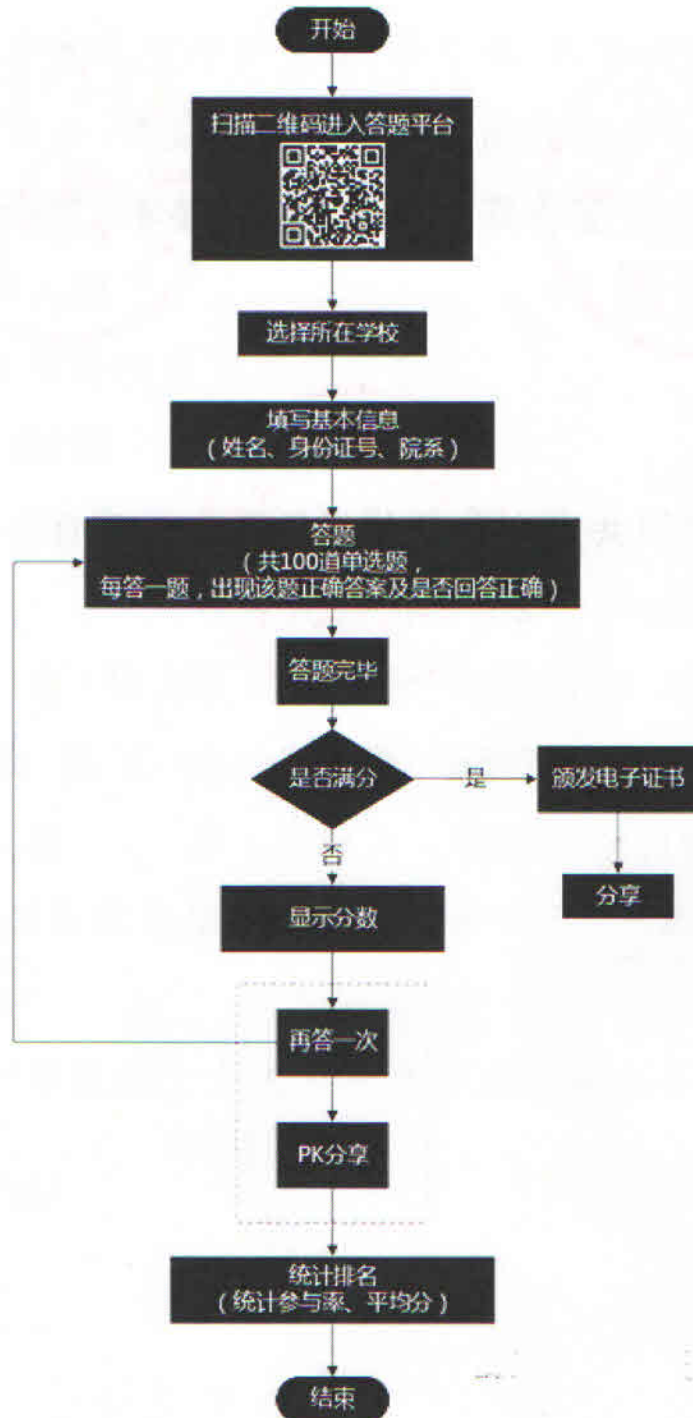 开始
扫描二维码进入答题平台
选择所在学校
填写基本信息
（姓名、身份证号、院系）
答题
（共100道单选题，
每答一题，出现该题正确答案及是否回答正确）
答题完毕
是否满分
是
颁发电子证书
否
分享
显示分数
再答一次
PK分享
统计排名
（统计参与率、平均分）
结束